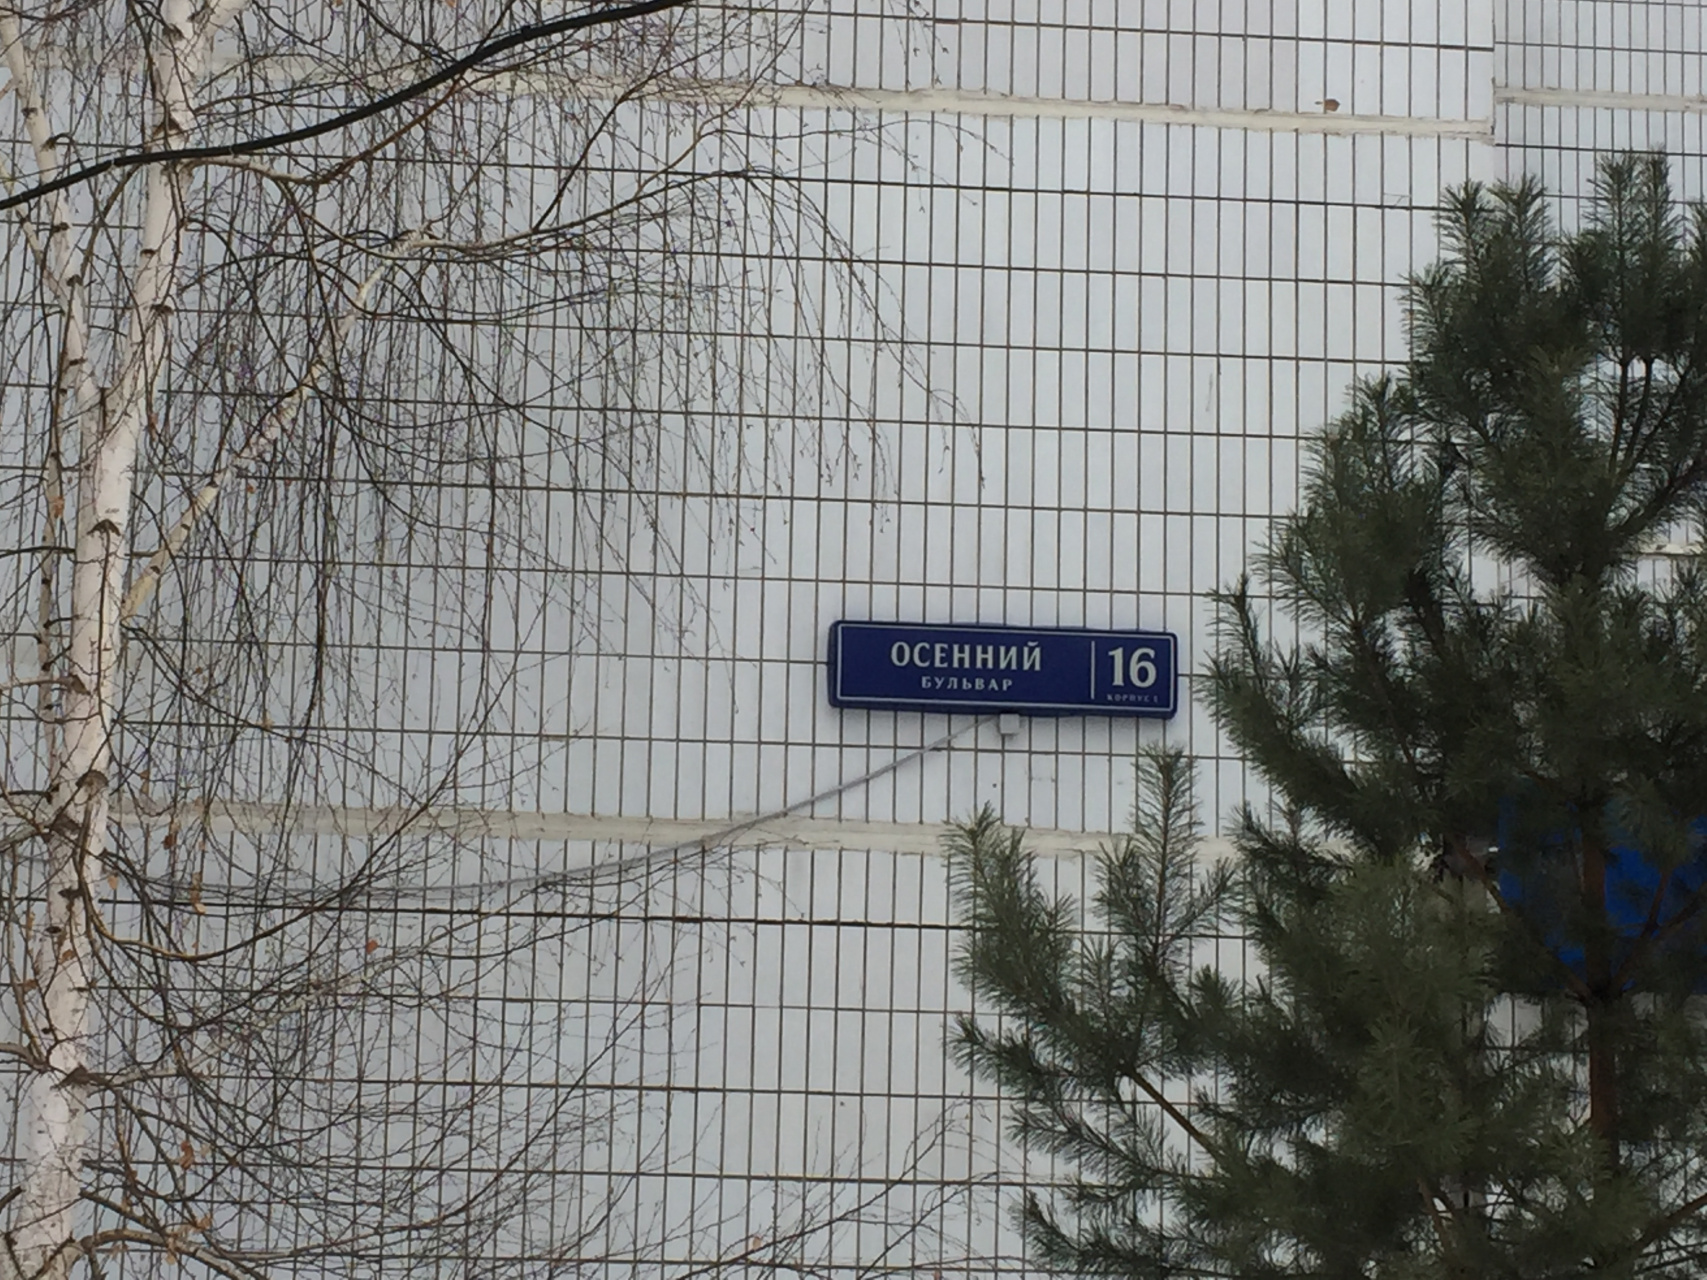 ОСЕННИЙ
БУЛЬВАР
16
КОРПУС 1